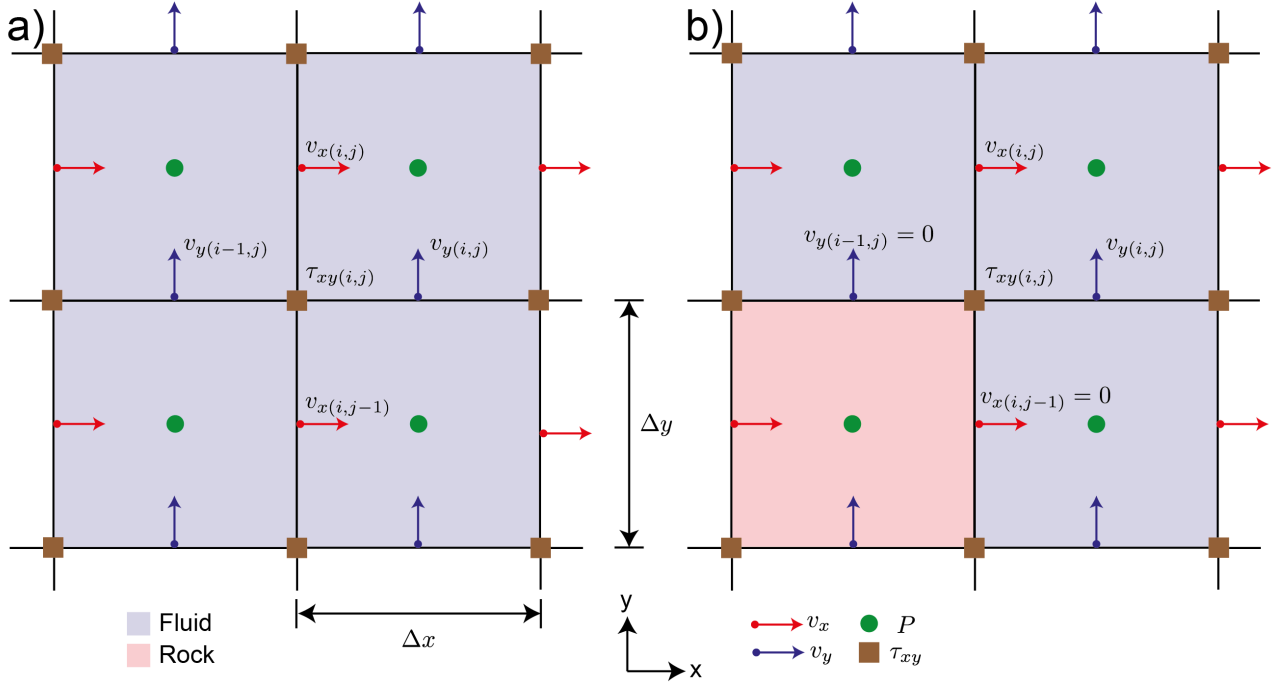 a)
v_{x(i,j)}
v_{y(i-1,j)}
v_{y(i,j)}
τ_{xy(i,j)}
v_{x(i,j-1)}
Δy
Δx
Fluid
Rock
y
x
b)
v_{x(i,j)}
v_{y(i-1,j)} = 0
v_{y(i,j)}
τ_{xy(i,j)}
v_{x(i,j-1)} = 0
v_x
P
v_y
τ_{xy}